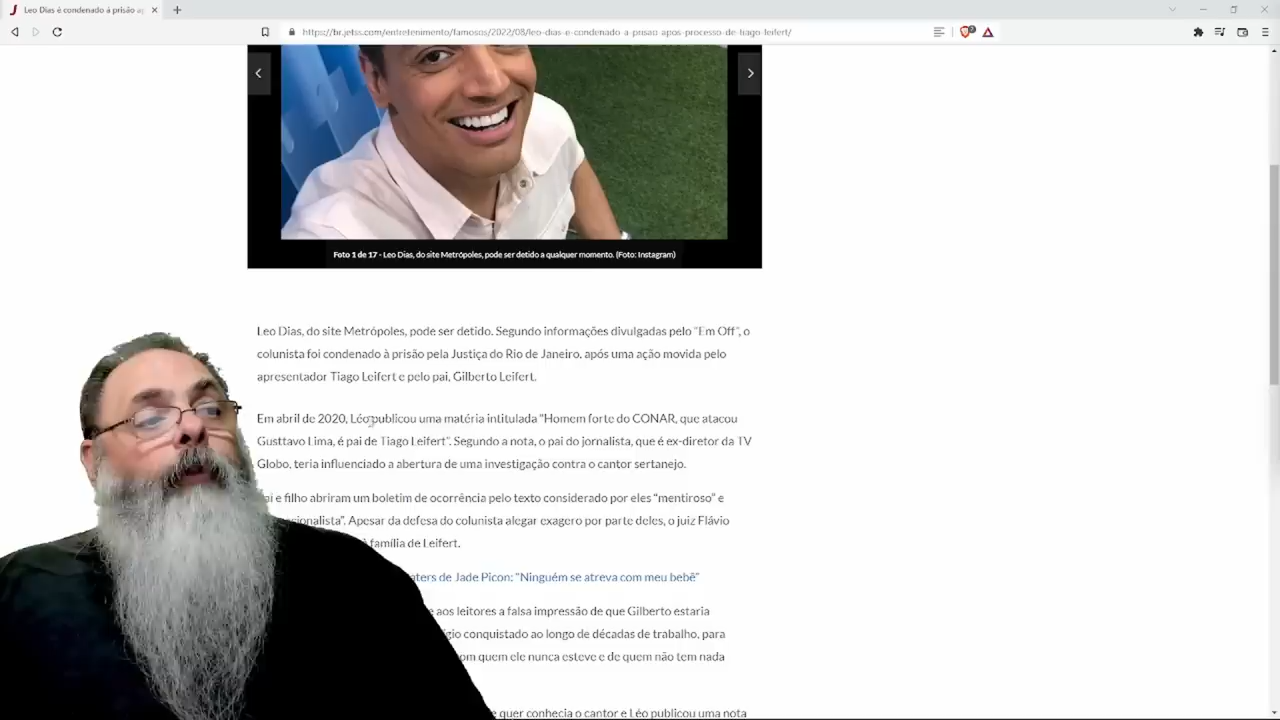 Leo Dias é condenado à prisão ap
https://br.jetss.com/entretenimento/famosos/2022/08/leo-dias-e-condenado-a-prisao-apos-processo-de-tiago-leifert/
Foto 1 de 17 - Leo Dias, do site Metrópoles, pode ser detido a qualquer momento. (Foto: Instagram)
Leo Dias, do site Metrópoles, pode ser detido. Segundo informações divulgadas pelo "Em Off", o
colunista foi condenado à prisão pela Justiça do Rio de Janeiro, após uma ação movida pelo
apresentador Tiago Leifert e pelo pai, Gilberto Leifert.
Em abril de 2020, Léo publicou uma matéria intitulada "Homem forte do CONAR, que atacou
Gusttavo Lima, é pai de Tiago Leifert". Segundo a nota, o pai do jornalista, que é ex-diretor da TV
Globo, teria influenciado a abertura de uma investigação contra o cantor sertanejo.
ai e filho abriram um boletim de ocorrência pelo texto considerado por eles "mentiroso" e
cionalista". Apesar da defesa do colunista alegar exagero por parte deles, o juiz Flávio
à família de Leifert.
aters de Jade Picon: "Ninguém se atreva com meu bebê"
e aos leitores a falsa impressão de que Gilberto estaria
ígio conquistado ao longo de décadas de trabalho, para
om quem ele nunca esteve e de quem não tem nada
e quer conhecia o cantor e Léo publicou uma nota